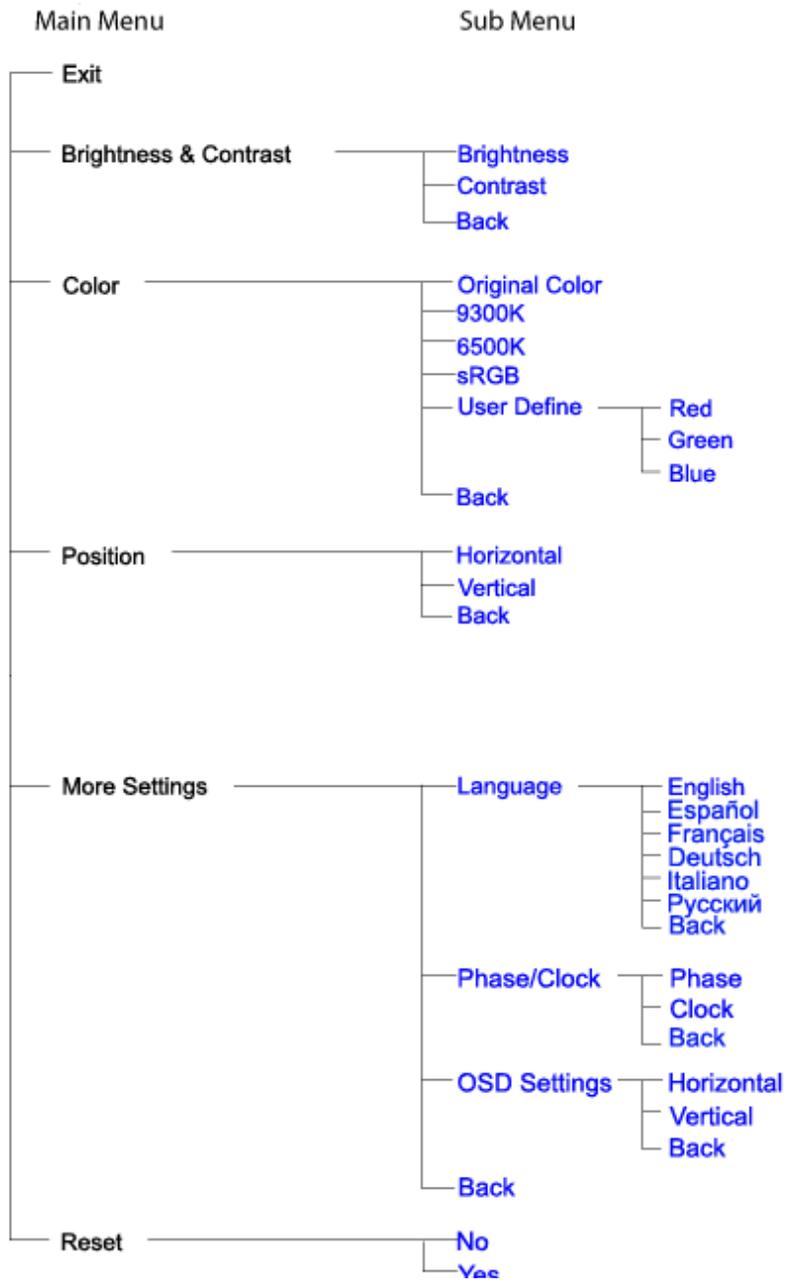 Main Menu Sub Menu
Exit
Brightness & Contrast Brightness
Contrast
Back
Color Original Color
9300K
6500K
sRGB
User Define Red
Green
Blue
Back
Position Horizontal
Vertical
Back
More Settings Language English
Español
Français
Deutsch
Italiano
Русский
Back
Phase/Clock Phase
Clock
Back
OSD Settings Horizontal
Vertical
Back
Back
Reset No
Yes